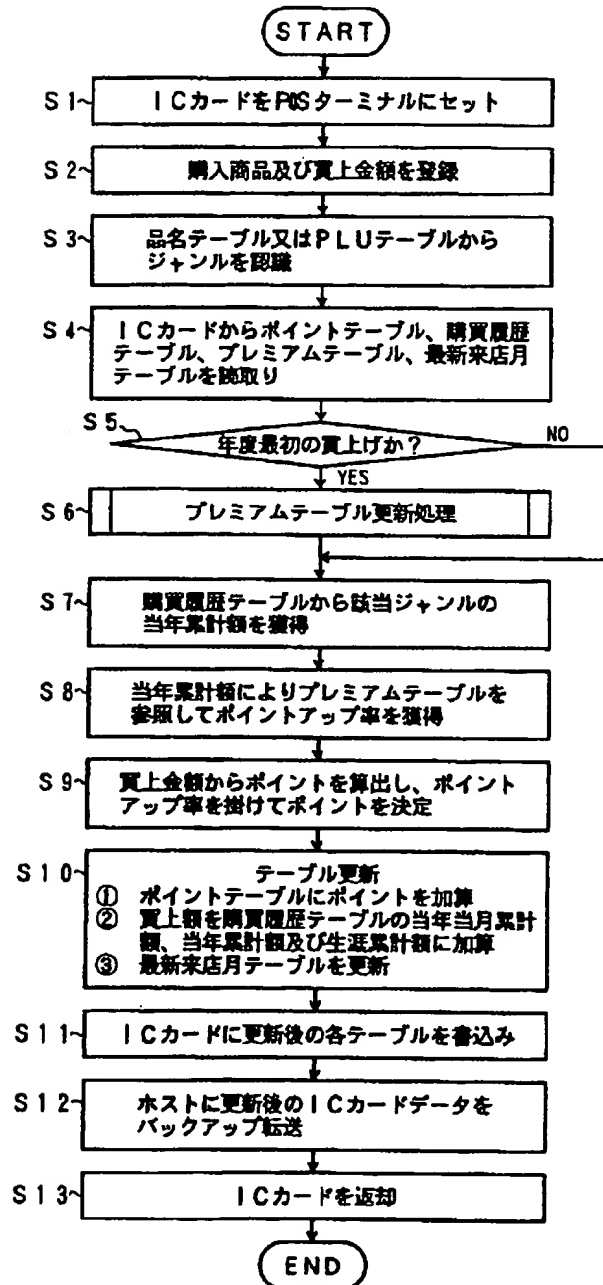 START
S1 ICカードをPOSターミナルにセット
S2 購入商品及び買上金額を登録
S3 品名テーブル又はPLUテーブルから
ジャンルを認識
S4 ICカードからポイントテーブル、購買履歴
テーブル、プレミアムテーブル、最新来店月
テーブルを読取り
S5 年度最初の買上げか?
NO
YES
S6 プレミアムテーブル更新処理
S7 購買履歴テーブルから該当ジャンルの
当年累計額を獲得
S8 当年累計額によりプレミアムテーブルを
参照してポイントアップ率を獲得
S9 買上金額からポイントを算出し、ポイント
アップ率を掛けてポイントを決定
S10 テーブル更新
① ポイントテーブルにポイントを加算
② 買上額を購買履歴テーブルの当年当月累計
額、当年累計額及び生涯累計額に加算
③ 最新来店月テーブルを更新
S11 ICカードに更新後の各テーブルを書込み
S12 ホストに更新後のICカードデータを
バックアップ転送
S13 ICカードを返却
END